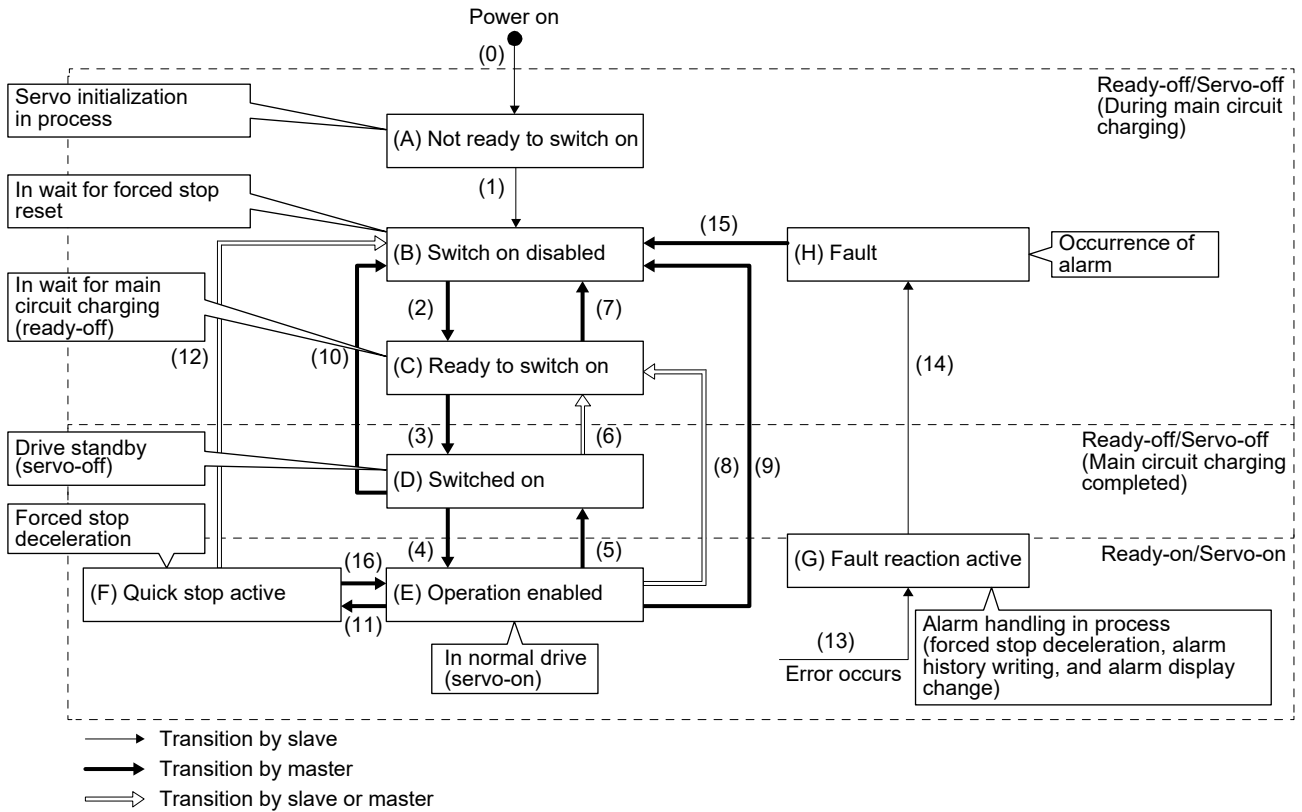 Power on
(0)
Ready-off/Servo-off
(During main circuit
charging)
Servo initialization
in process
(A) Not ready to switch on
(1)
In wait for forced stop
reset
(15)
(B) Switch on disabled
(H) Fault
Occurrence of
alarm
In wait for main
circuit charging
(ready-off)
(2)
(7)
(12)
(10)
(14)
(C) Ready to switch on
(3)
(6)
(8)
(9)
Ready-off/Servo-off
(Main circuit charging
completed)
Drive standby
(servo-off)
(D) Switched on
Forced stop
deceleration
(4)
(5)
(16)
(G) Fault reaction active
Ready-on/Servo-on
(F) Quick stop active
(E) Operation enabled
(11)
In normal drive
(servo-on)
(13)
Error occurs
Alarm handling in process
(forced stop deceleration, alarm
history writing, and alarm display
change)
Transition by slave
Transition by master
Transition by slave or master